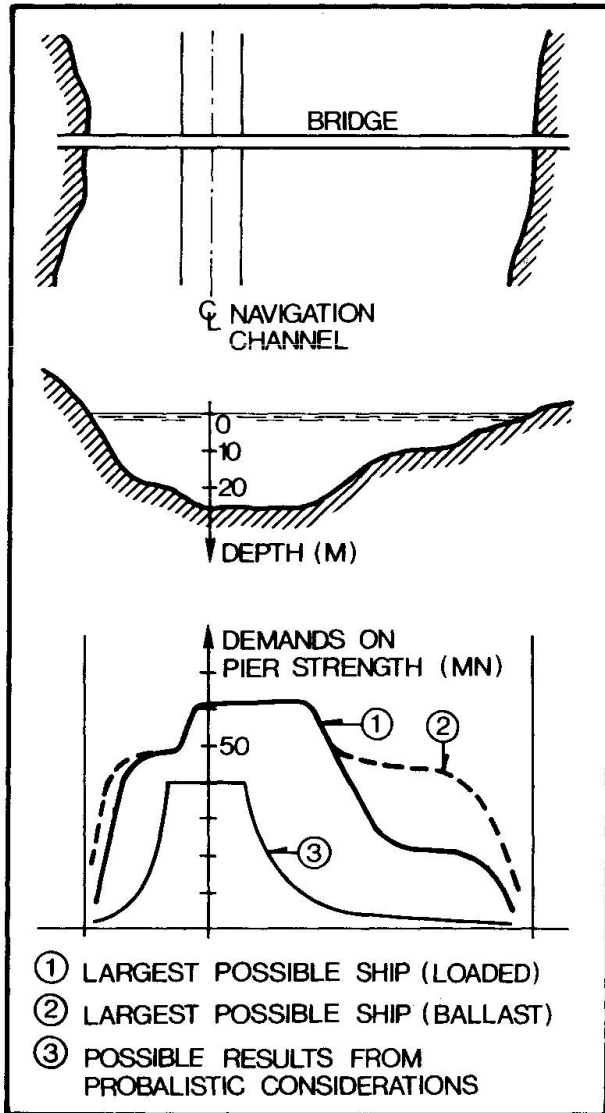 BRIDGE
℄ NAVIGATION
CHANNEL
0
10
20
DEPTH (M)
DEMANDS ON
PIER STRENGTH (MN)
① ②
50
③
① LARGEST POSSIBLE SHIP (LOADED)
② LARGEST POSSIBLE SHIP (BALLAST)
③ POSSIBLE RESULTS FROM
PROBALISTIC CONSIDERATIONS